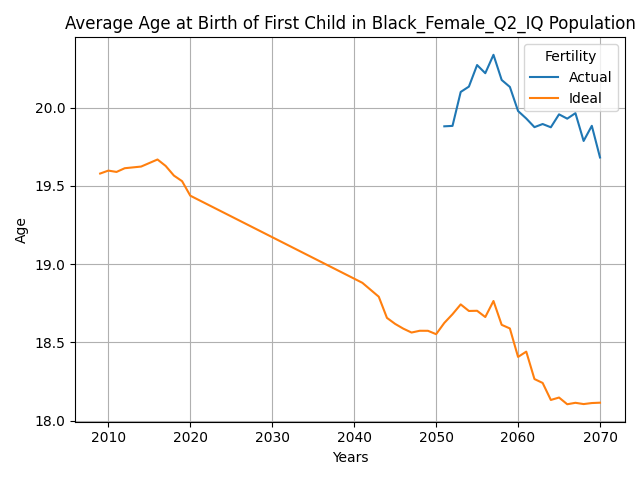 Average Age at Birth of First Child in Black_Female_Q2_IQ Population
Fertility
Actual
Ideal
20.0
19.5
19.0
18.5
18.0
Age
2010 2020 2030 2040 2050 2060 2070
Years